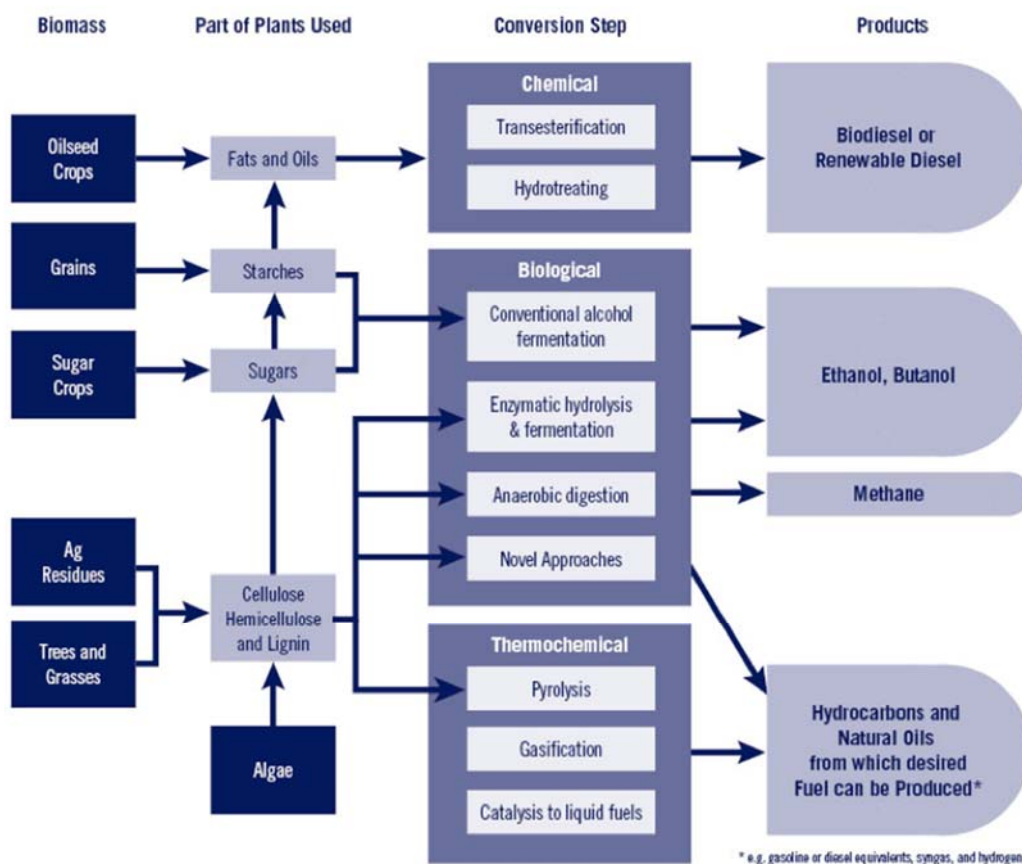 Biomass
Part of Plants Used
Conversion Step
Products
Oilseed
Crops
Grains
Sugar
Crops
Ag
Residues
Trees and
Grasses
Algae
Fats and Oils
Starches
Sugars
Cellulose
Hemicellulose
and Lignin
Chemical
Transesterification
Hydrotreating
Biological
Conventional alcohol
fermentation
Enzymatic hydrolysis
& fermentation
Anaerobic digestion
Novel Approaches
Thermochemical
Pyrolysis
Gasification
Catalysis to liquid fuels
Biodiesel or
Renewable Diesel
Ethanol, Butanol
Methane
Hydrocarbons and
Natural Oils
from which desired
Fuel can be Produced*
* e.g. gasoline or diesel equivalents, syngas, and hydrogen